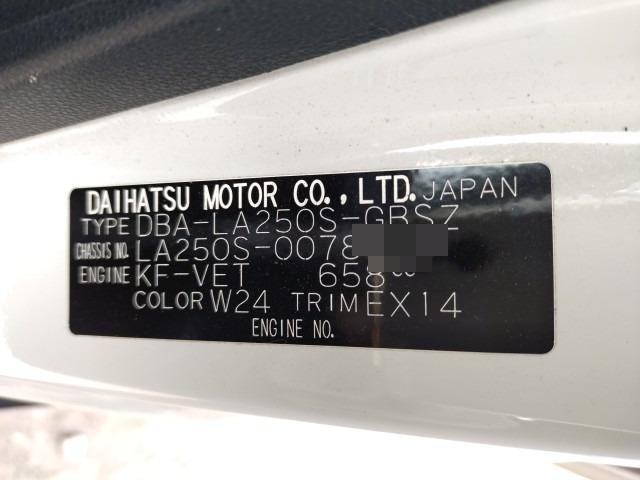 DAIHATSU MOTOR CO., LTD. JAPAN
TYPE DBA-LA250S-GBSZ
CHASSIS NO. LA250S-0078
ENGINE KF-VET 658cc
COLOR W24 TRIM EX14
ENGINE NO.